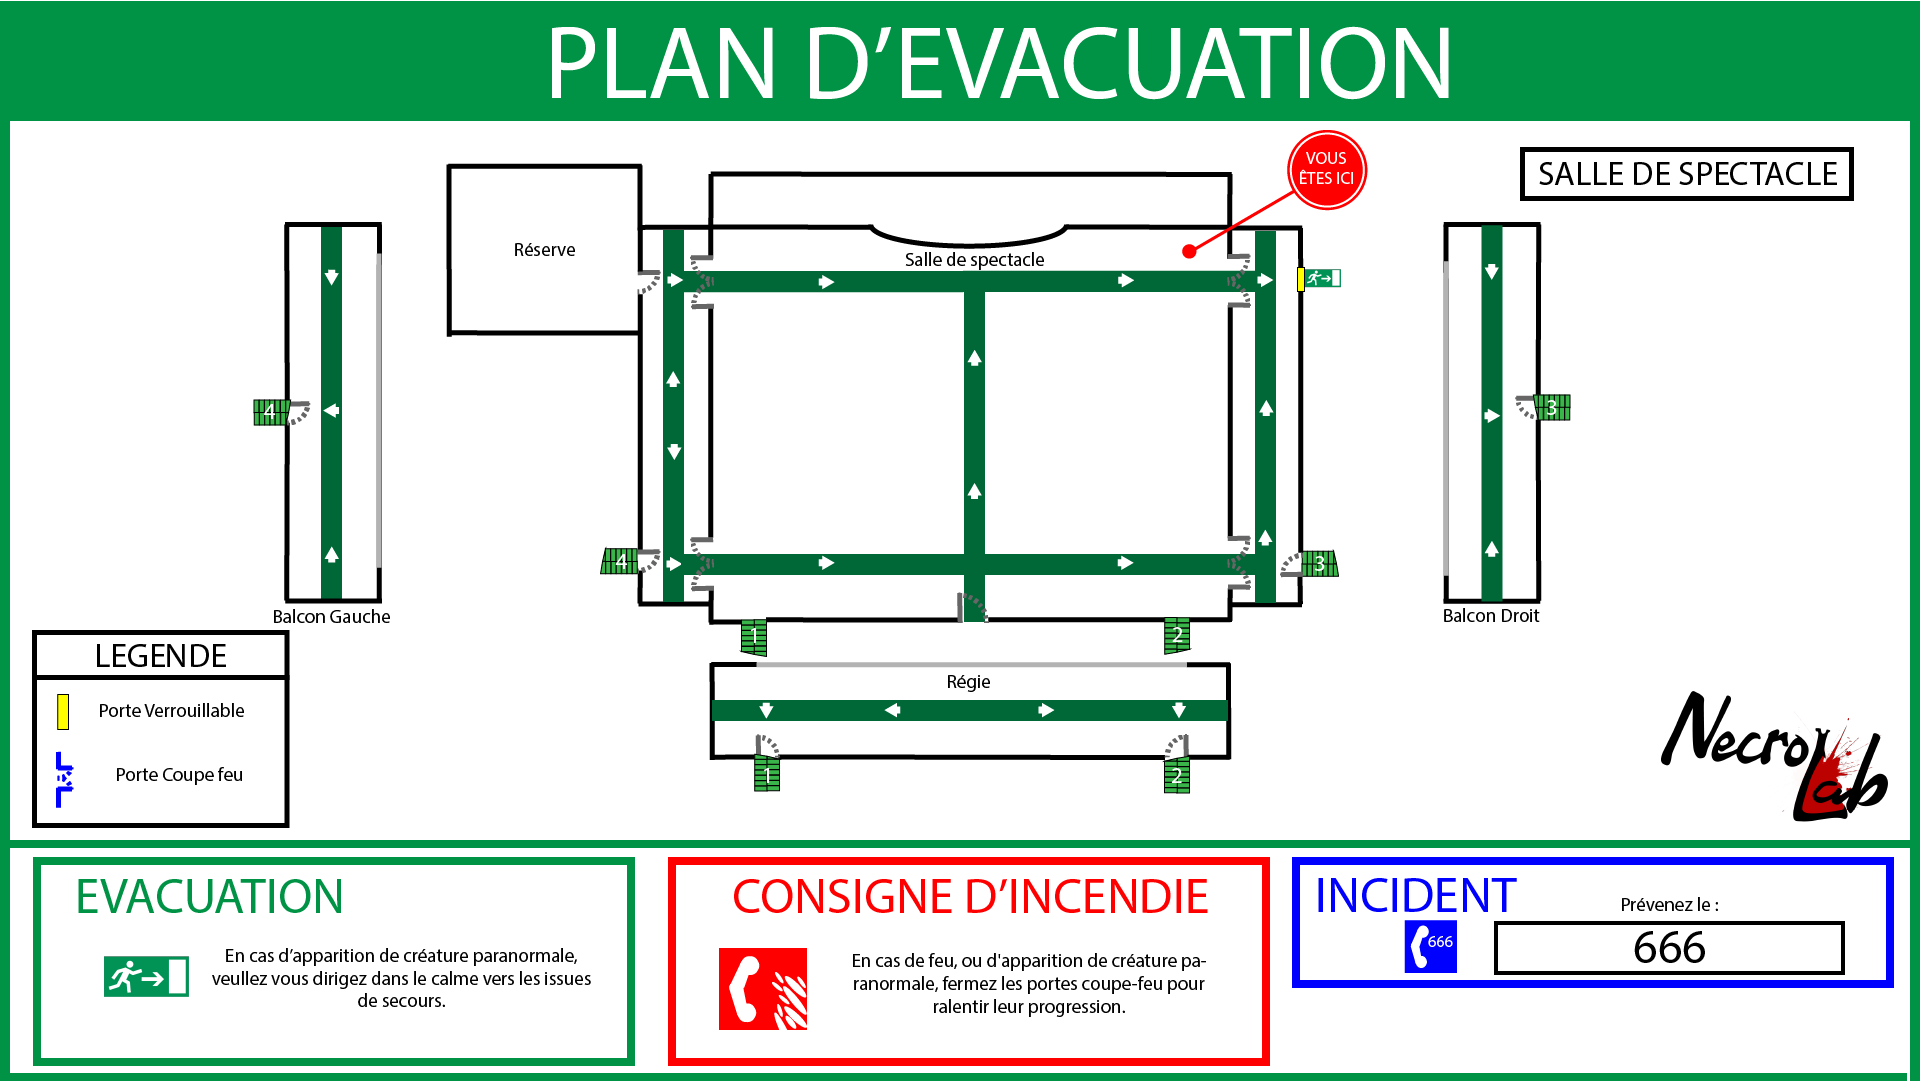 PLAN D’EVACUATION
VOUS
ÊTES ICI
SALLE DE SPECTACLE
Réserve
Salle de spectacle
4
3
4
3
Balcon Gauche
Balcon Droit
1
2
Régie
1
2
LEGENDE
Porte Verrouillable
Porte Coupe feu
NecroLab
EVACUATION
En cas d’apparition de créature paranormale,
veullez vous dirigez dans le calme vers les issues
de secours.
CONSIGNE D’INCENDIE
En cas de feu, ou d'apparition de créature pa-
ranormale, fermez les portes coupe-feu pour
ralentir leur progression.
INCIDENT
Prévenez le :
666
666